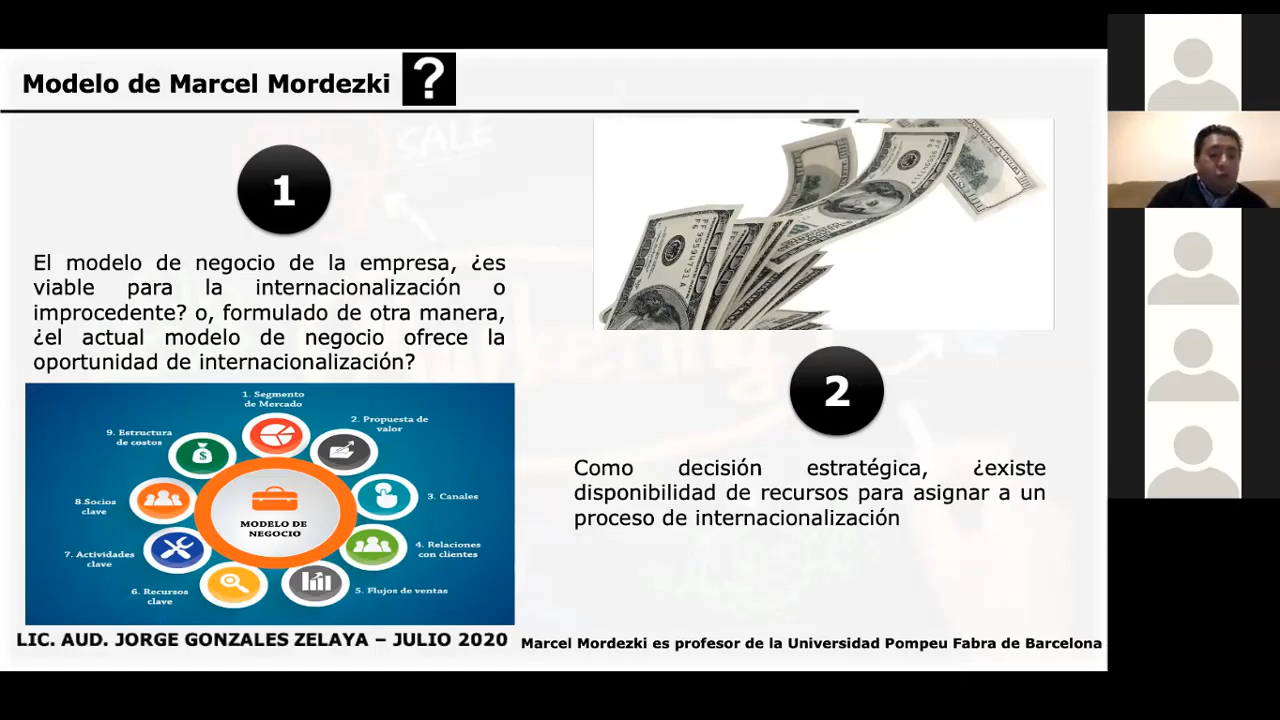 Modelo de Marcel Mordezki ?
SALE
1
El modelo de negocio de la empresa, ¿es
viable para la internacionalización o
improcedente? o, formulado de otra manera,
¿el actual modelo de negocio ofrece la
oportunidad de internacionalización?
1. Segmento
de Mercado
2. Propuesta de
valor
3. Canales
4. Relaciones
con clientes
5. Flujos de ventas
6. Recursos
clave
7. Actividades
clave
8.Socios
clave
9. Estructura
de costos
MODELO DE
NEGOCIO
2
Como decisión estratégica, ¿existe
disponibilidad de recursos para asignar a un
proceso de internacionalización
LIC. AUD. JORGE GONZALES ZELAYA – JULIO 2020
Marcel Mordezki es profesor de la Universidad Pompeu Fabra de Barcelona